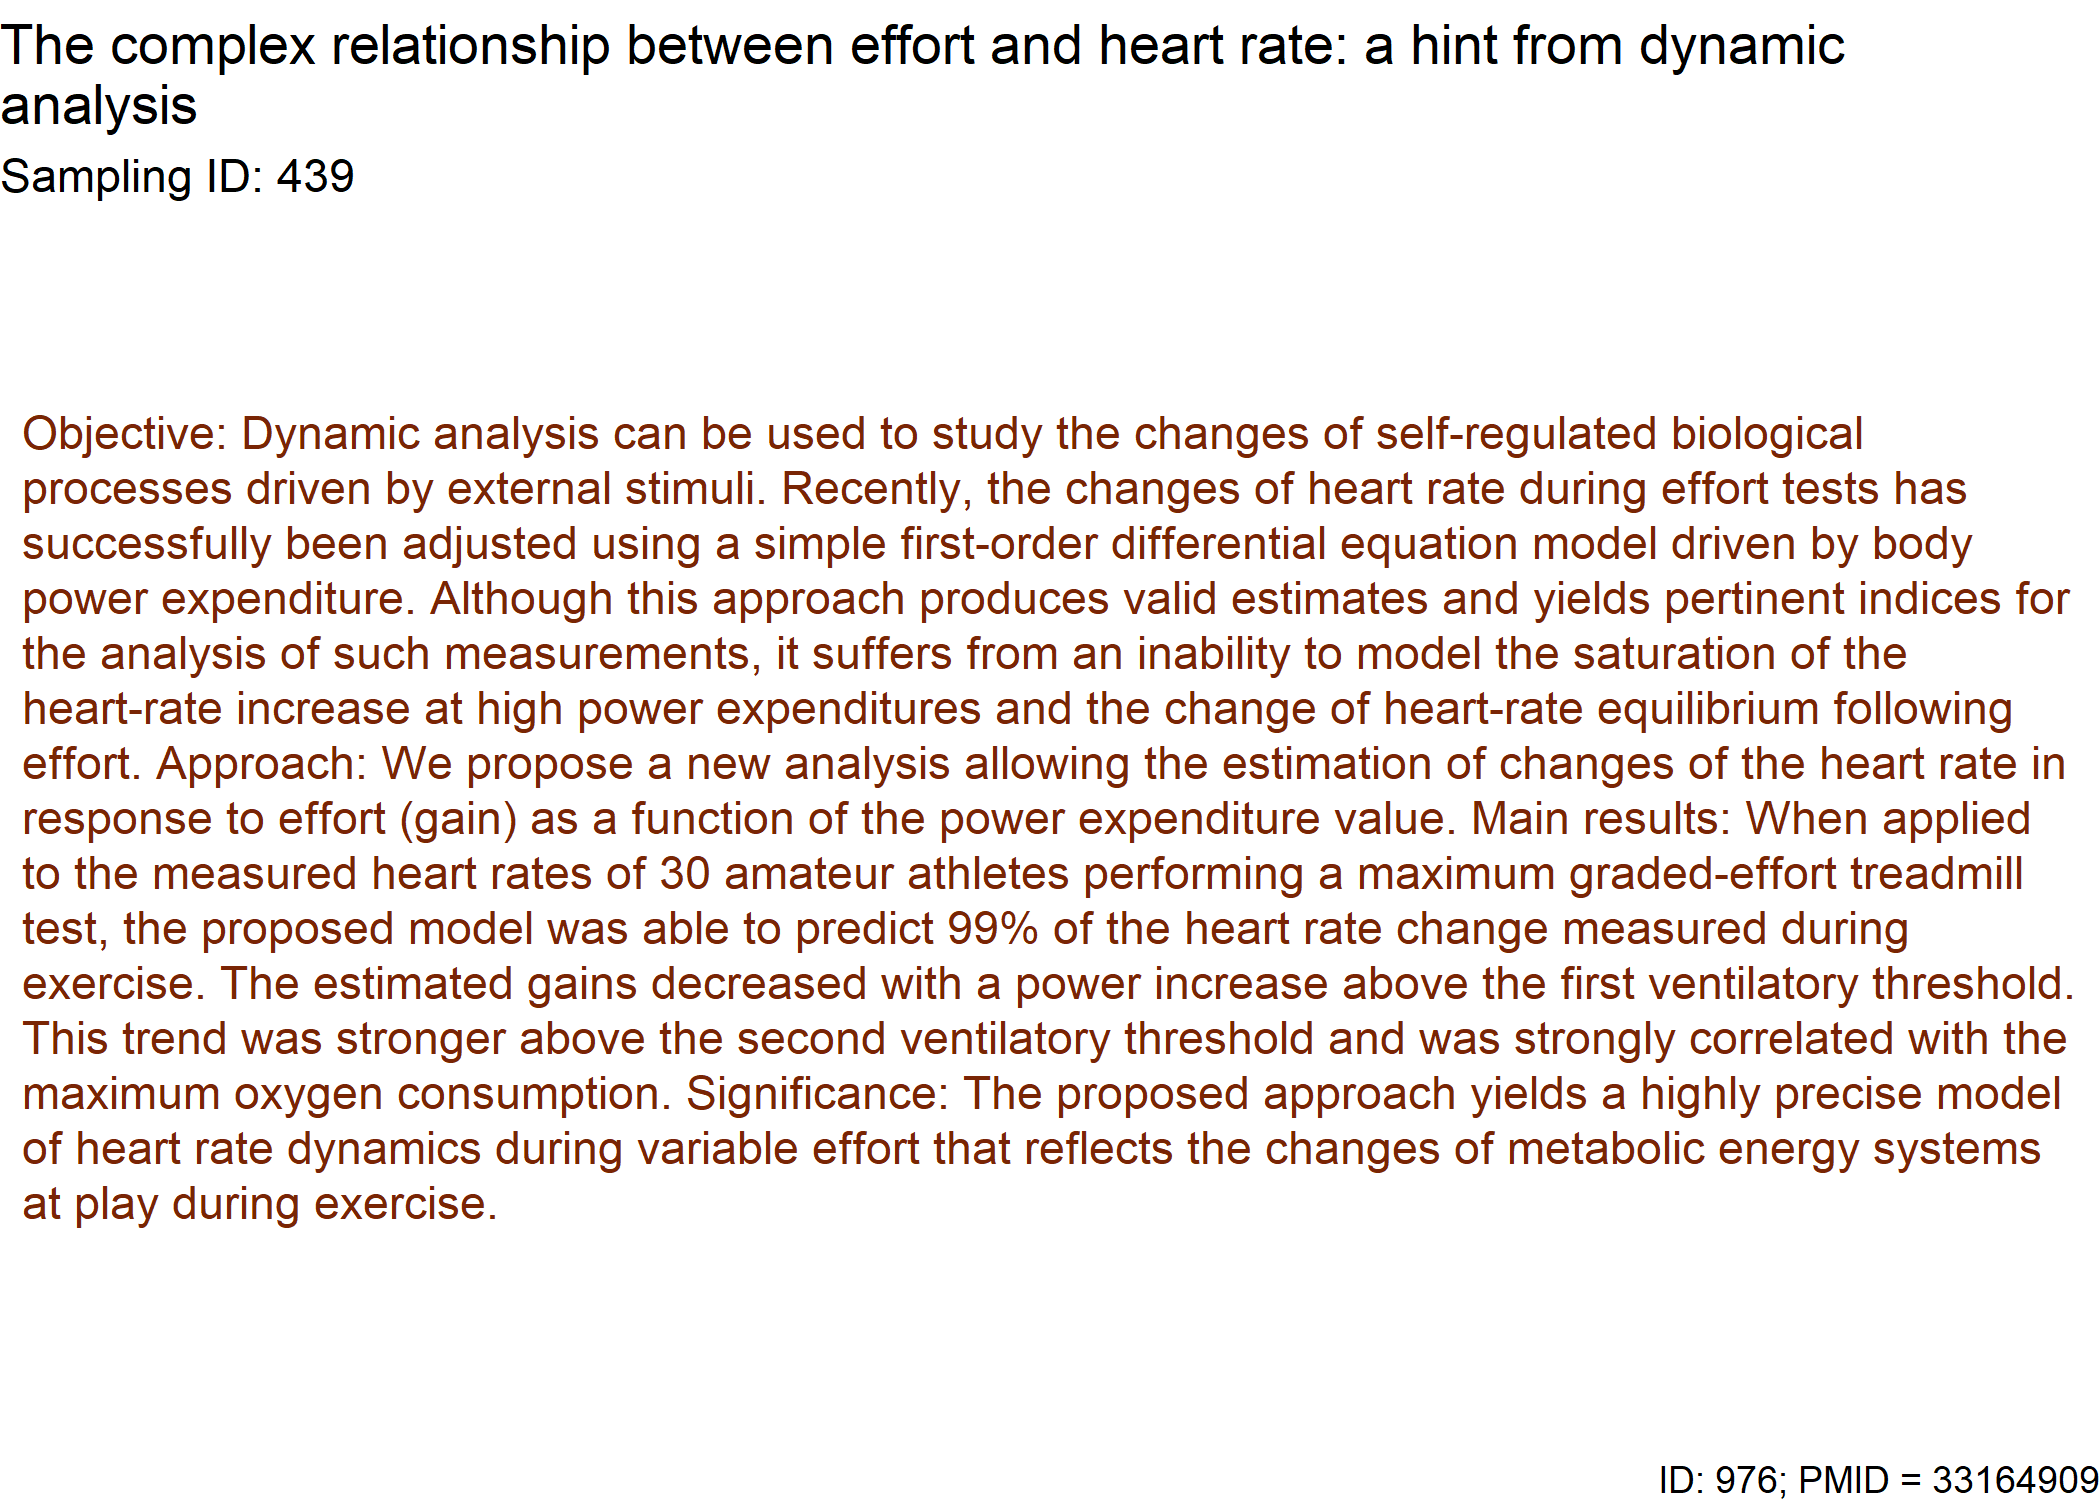 The complex relationship between effort and heart rate: a hint from dynamic
analysis
Sampling ID: 439
Objective: Dynamic analysis can be used to study the changes of self-regulated biological
processes driven by external stimuli. Recently, the changes of heart rate during effort tests has
successfully been adjusted using a simple first-order differential equation model driven by body
power expenditure. Although this approach produces valid estimates and yields pertinent indices for
the analysis of such measurements, it suffers from an inability to model the saturation of the
heart-rate increase at high power expenditures and the change of heart-rate equilibrium following
effort. Approach: We propose a new analysis allowing the estimation of changes of the heart rate in
response to effort (gain) as a function of the power expenditure value. Main results: When applied
to the measured heart rates of 30 amateur athletes performing a maximum graded-effort treadmill
test, the proposed model was able to predict 99% of the heart rate change measured during
exercise. The estimated gains decreased with a power increase above the first ventilatory threshold.
This trend was stronger above the second ventilatory threshold and was strongly correlated with the
maximum oxygen consumption. Significance: The proposed approach yields a highly precise model
of heart rate dynamics during variable effort that reflects the changes of metabolic energy systems
at play during exercise.
ID: 976; PMID = 33164909